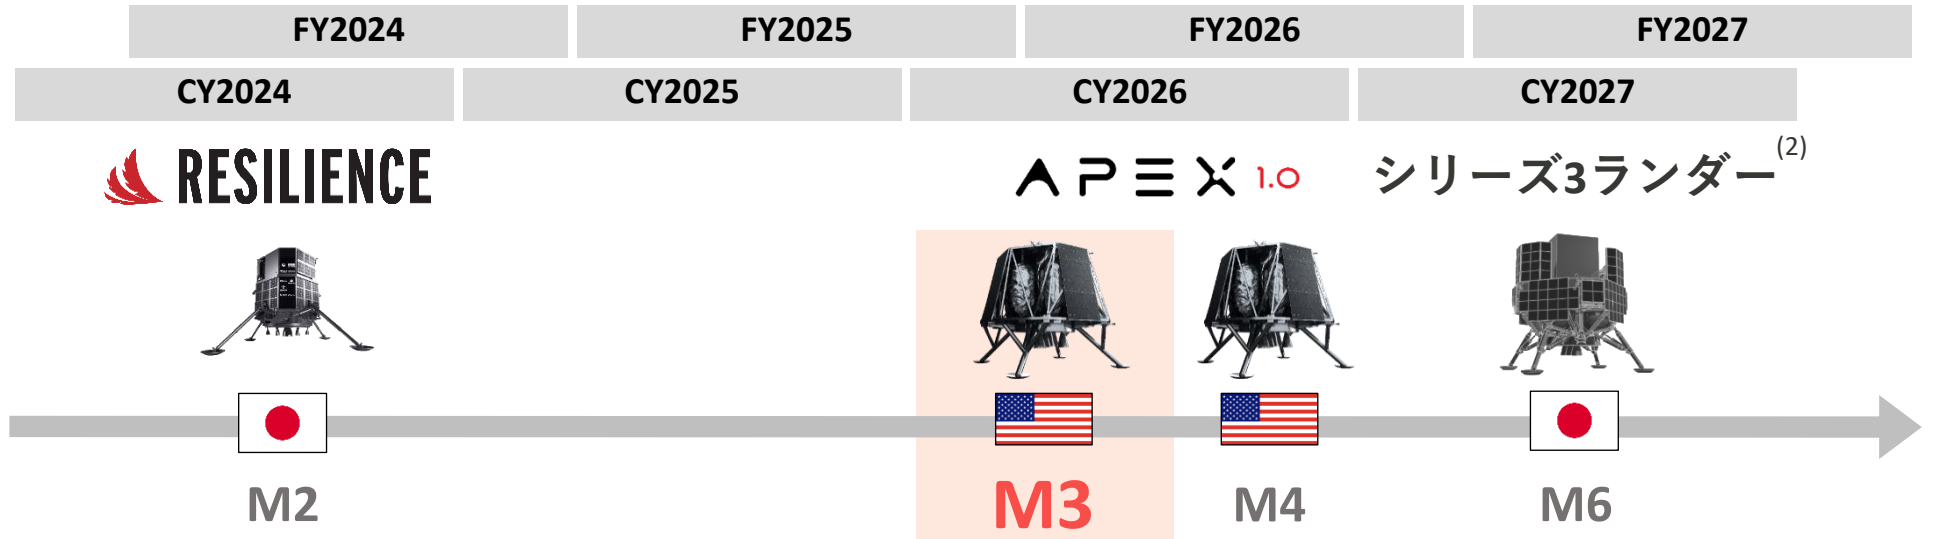 FY2024 FY2025 FY2026 FY2027
CY2024 CY2025 CY2026 CY2027
RESILIENCE
APEX 1.0
シリーズ3ランダー(2)
M2 M3 M4 M6